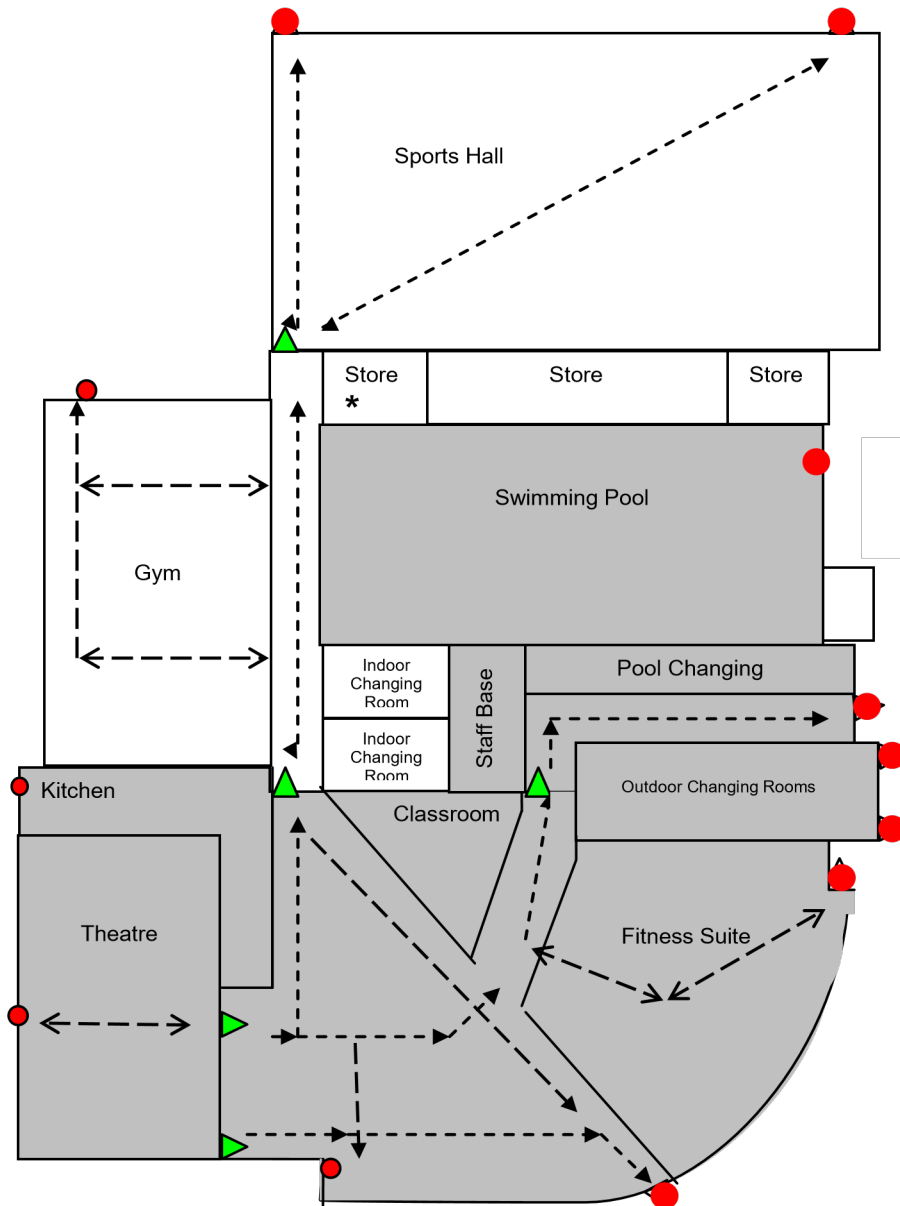 Sports Hall
Store
Store
Store
*
Swimming Pool
Gym
Indoor
Changing
Room
Staff Base
Pool Changing
Indoor
Changing
Room
Kitchen
Classroom
Outdoor Changing Rooms
Theatre
Fitness Suite